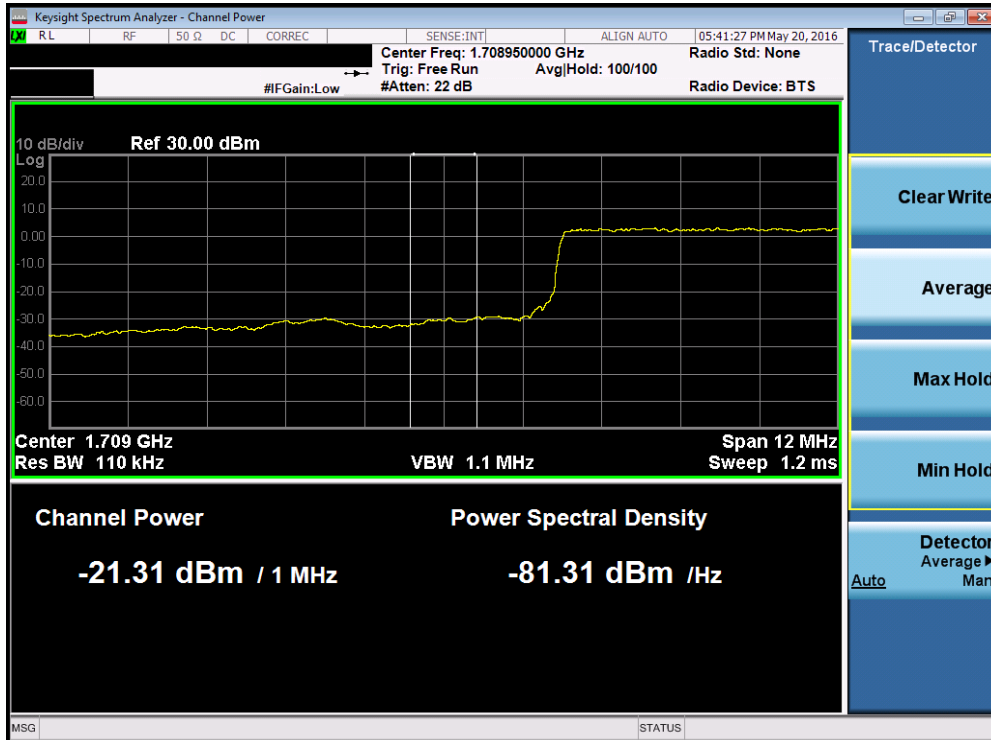 Keysight Spectrum Analyzer - Channel Power
LXI RL RF 50 Ω DC CORREC SENSE:INT ALIGN AUTO 05:41:27 PM May 20, 2016
Center Freq: 1.708950000 GHz Radio Std: None
Trig: Free Run Avg|Hold: 100/100
#IFGain:Low #Atten: 22 dB Radio Device: BTS
10 dB/div Ref 30.00 dBm
Log
20.0
10.0
0.00
-10.0
-20.0
-30.0
-40.0
-50.0
-60.0
Center 1.709 GHz Span 12 MHz
Res BW 110 kHz VBW 1.1 MHz Sweep 1.2 ms
Channel Power Power Spectral Density
-21.31 dBm / 1 MHz -81.31 dBm /Hz
MSG STATUS
Trace/Detector
Clear Write
Average
Max Hold
Min Hold
Detector
Average▶
Auto Man